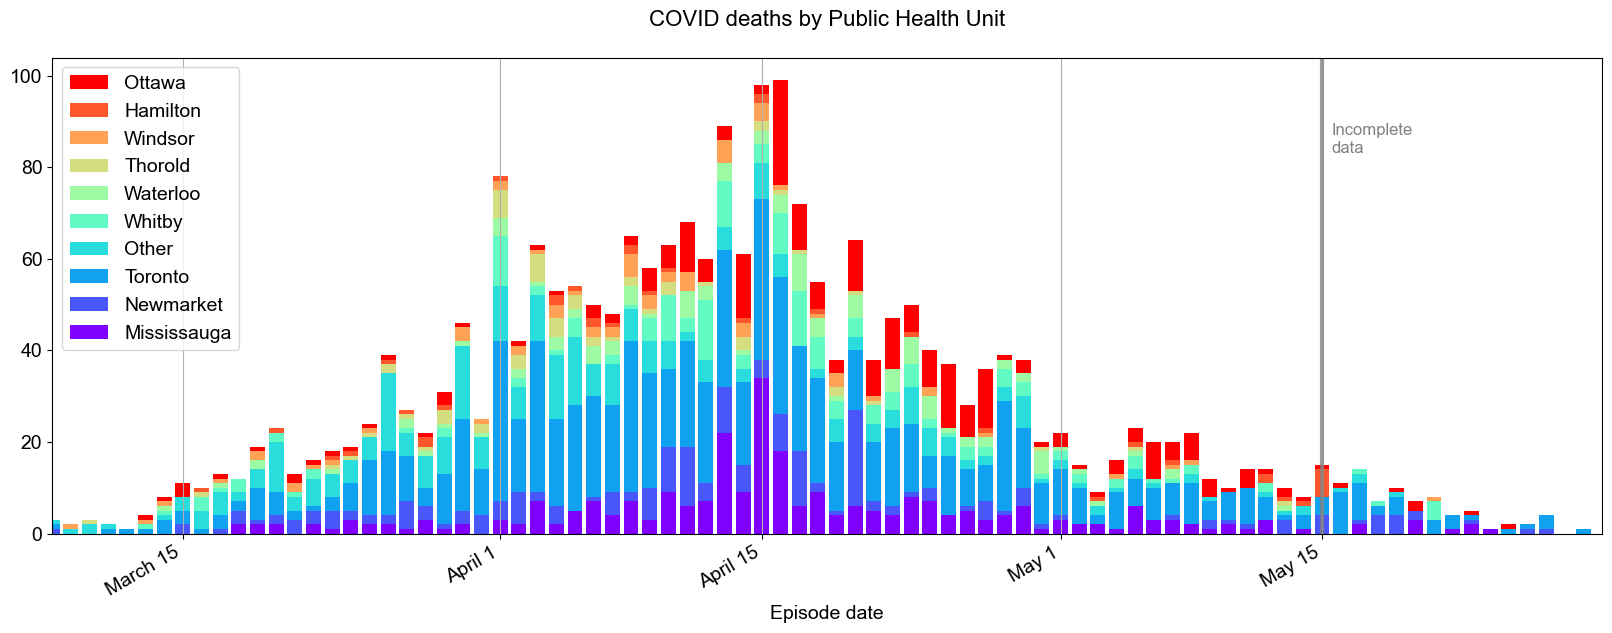 COVID deaths by Public Health Unit
100
80
60
40
20
0
Ottawa
Hamilton
Windsor
Thorold
Waterloo
Whitby
Other
Toronto
Newmarket
Mississauga
Incomplete
data
March 15
April 1
April 15
May 1
May 15
Episode date